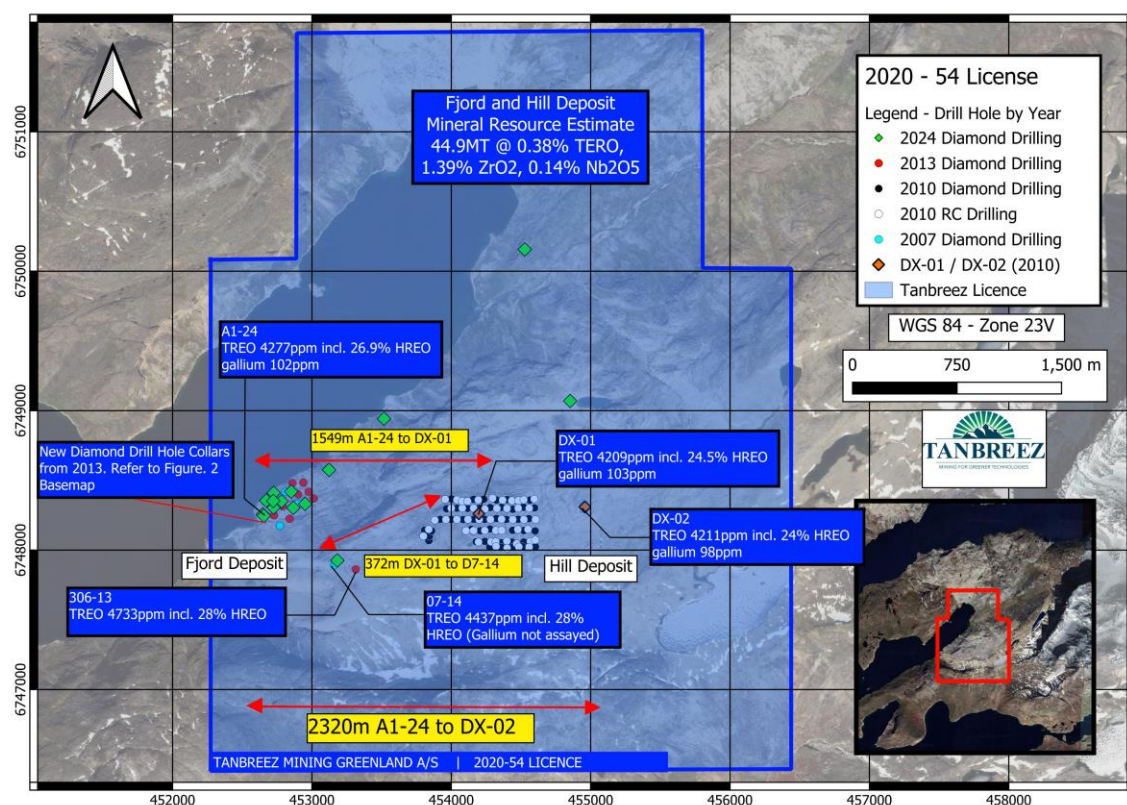 Fjord and Hill Deposit
Mineral Resource Estimate
44.9MT @ 0.38% TERO,
1.39% ZrO2, 0.14% Nb2O5
2020 - 54 License
Legend - Drill Hole by Year
2024 Diamond Drilling
2013 Diamond Drilling
2010 Diamond Drilling
2010 RC Drilling
2007 Diamond Drilling
DX-01 / DX-02 (2010)
Tanbreez Licence
WGS 84 - Zone 23V
0 750 1,500 m
TANBREEZ
MINING FOR GREENER TECHNOLOGIES
A1-24
TREO 4277ppm incl. 26.9% HREO
gallium 102ppm
1549m A1-24 to DX-01
New Diamond Drill Hole Collars
from 2013. Refer to Figure. 2
Basemap
DX-01
TREO 4209ppm incl. 24.5% HREO
gallium 103ppm
DX-02
TREO 4211ppm incl. 24% HREO
gallium 98ppm
Fjord Deposit
372m DX-01 to D7-14
Hill Deposit
306-13
TREO 4733ppm incl. 28% HREO
07-14
TREO 4437ppm incl. 28%
HREO (Gallium not assayed)
2320m A1-24 to DX-02
TANBREEZ MINING GREENLAND A/S | 2020-54 LICENCE
6751000
6750000
6749000
6748000
6747000
452000 453000 454000 455000 456000 457000 458000